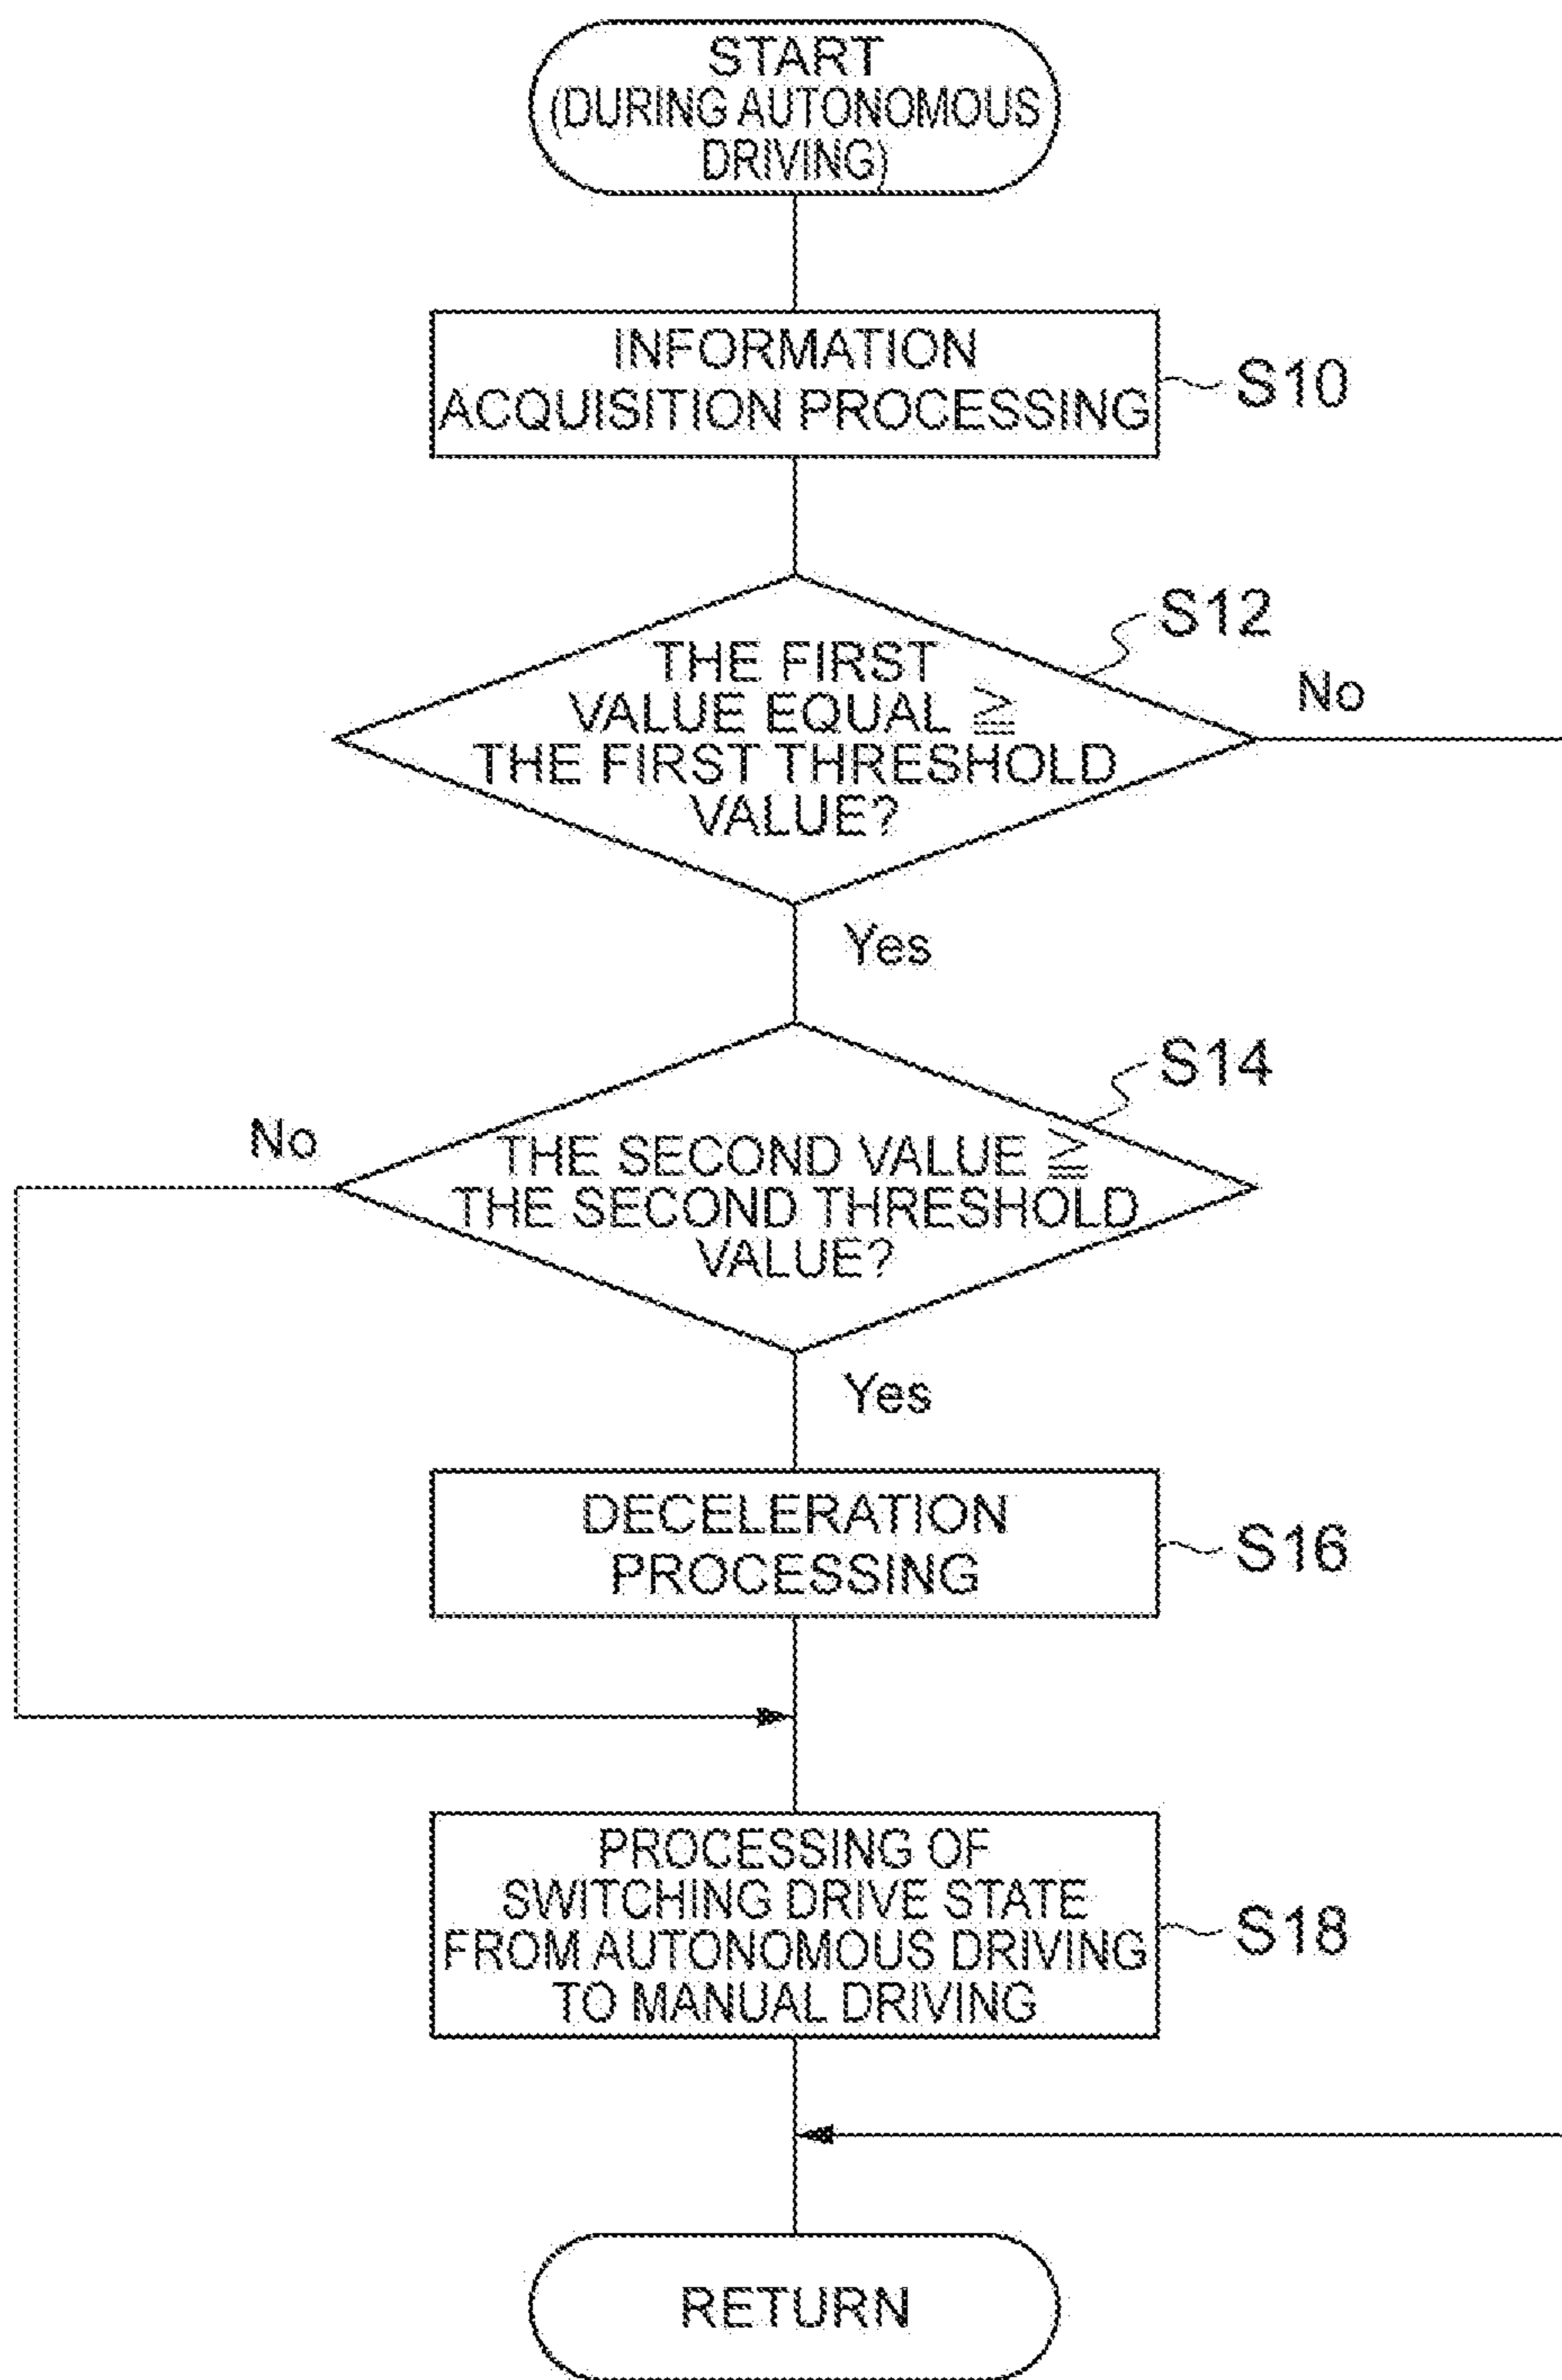 START
(DURING AUTONOMOUS
DRIVING)
INFORMATION
ACQUISITION PROCESSING
S10
S12
THE FIRST
VALUE EQUAL ≧
THE FIRST THRESHOLD
VALUE?
No
Yes
S14
No
THE SECOND VALUE ≧
THE SECOND THRESHOLD
VALUE?
Yes
DECELERATION
PROCESSING
S16
PROCESSING OF
SWITCHING DRIVE STATE
FROM AUTONOMOUS DRIVING
TO MANUAL DRIVING
S18
RETURN